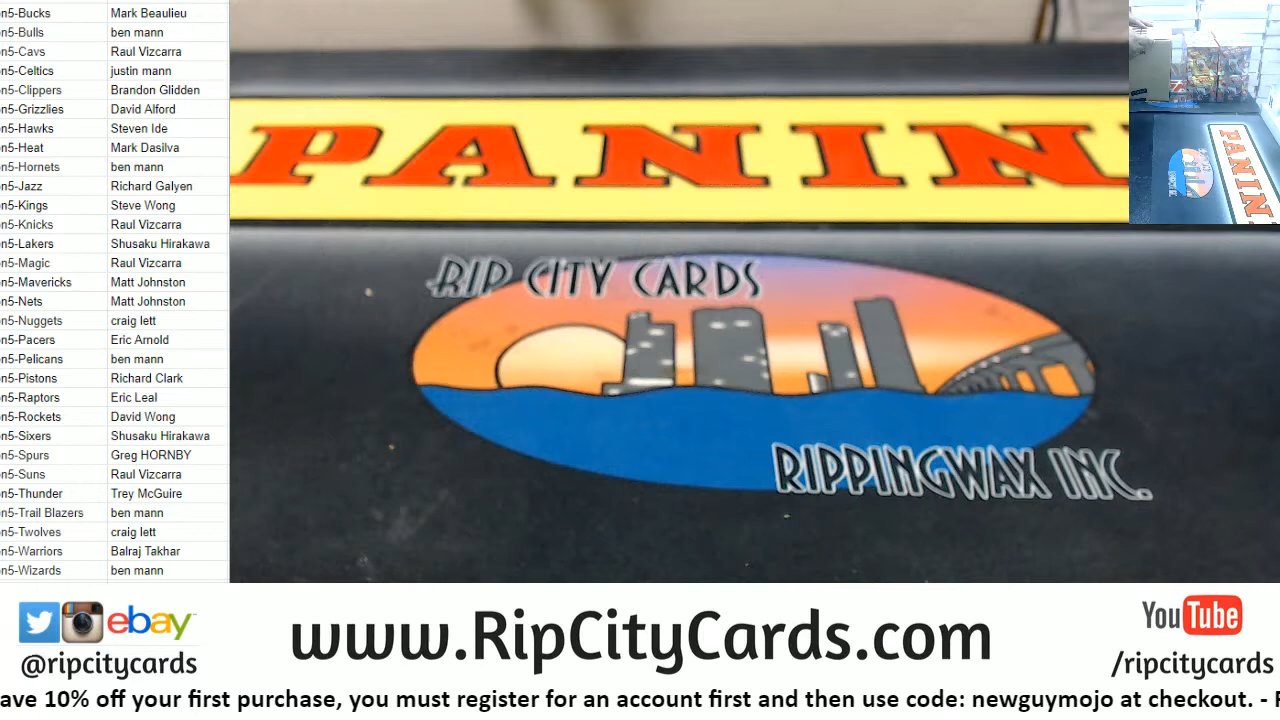 n5-Bucks Mark Beaulieu
n5-Bulls ben mann
n5-Cavs Raul Vizcarra
n5-Celtics justin mann
n5-Clippers Brandon Glidden
n5-Grizzlies David Alford
n5-Hawks Steven Ide
n5-Heat Mark Dasilva
n5-Hornets ben mann
n5-Jazz Richard Galyen
n5-Kings Steve Wong
n5-Knicks Raul Vizcarra
n5-Lakers Shusaku Hirakawa
n5-Magic Raul Vizcarra
n5-Mavericks Matt Johnston
n5-Nets Matt Johnston
n5-Nuggets craig lett
n5-Pacers Eric Arnold
n5-Pelicans ben mann
n5-Pistons Richard Clark
n5-Raptors Eric Leal
n5-Rockets David Wong
n5-Sixers Shusaku Hirakawa
n5-Spurs Greg HORNBY
n5-Suns Raul Vizcarra
n5-Thunder Trey McGuire
n5-Trail Blazers ben mann
n5-Twolves craig lett
n5-Warriors Balraj Takhar
n5-Wizards ben mann
PANIN
RIP CITY CARDS
RIPPINGWAX INC.
PANIN
ebay
@ripcitycards
www.RipCityCards.com
YouTube
/ripcitycards
ave 10% off your first purchase, you must register for an account first and then use code: newguymojo at checkout. -